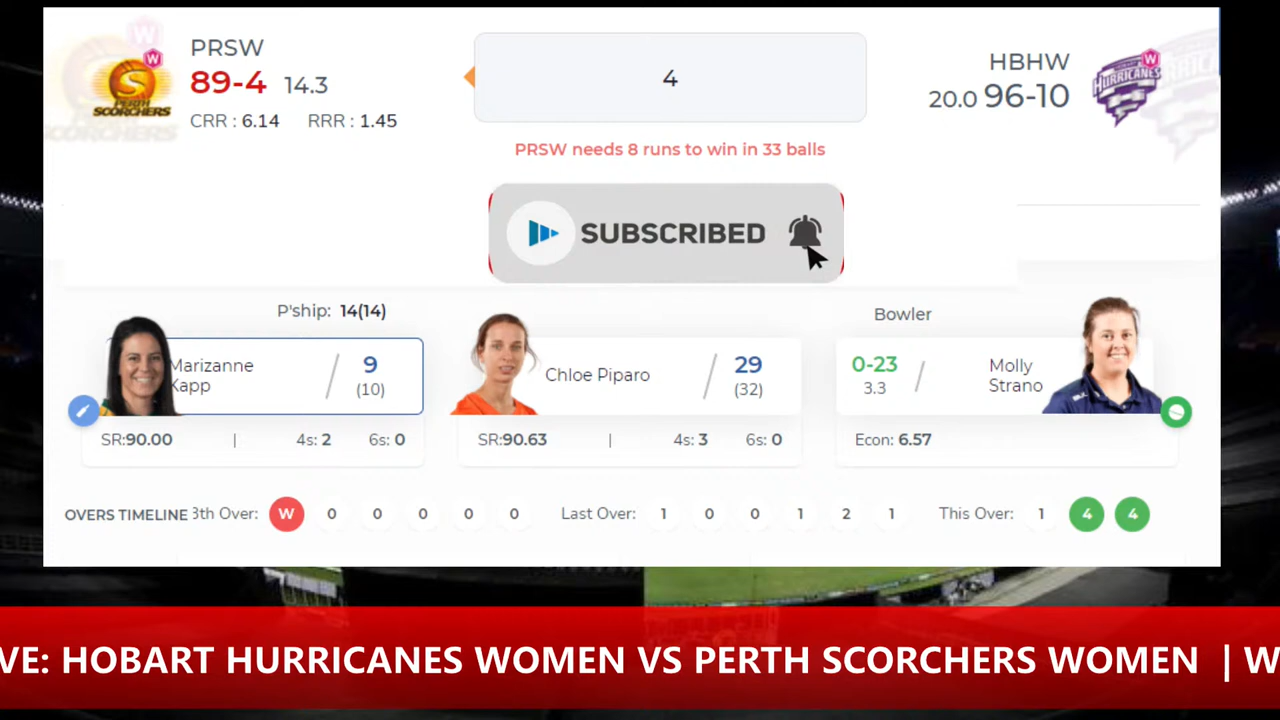 PRSW
89-4 14.3
CRR : 6.14 RRR : 1.45
W
PERTH
SCORCHERS
4
PRSW needs 8 runs to win in 33 balls
HBHW
20.0 96-10
W
HURRICANES
SUBSCRIBED
P'ship: 14(14)
Marizanne
Kapp
/
9
(10)
SR:90.00 | 4s: 2 6s: 0
Chloe Piparo
/
29
(32)
SR:90.63 | 4s: 3 6s: 0
Bowler
0-23
3.3
/
Molly
Strano
Econ: 6.57
OVERS TIMELINE 3th Over: W 0 0 0 0 0 Last Over: 1 0 0 1 2 1 This Over: 1 4 4
VE: HOBART HURRICANES WOMEN VS PERTH SCORCHERS WOMEN | W